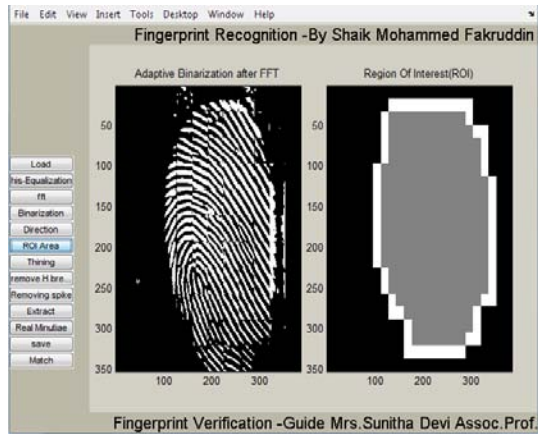 File Edit View Insert Tools Desktop Window Help
Fingerprint Recognition -By Shaik Mohammed Fakruddin
Adaptive Binarization after FFT
Region Of Interest(ROI)
50
100
150
200
250
300
350
100 200 300
50
100
150
200
250
300
350
100 200 300
Load
his-Equalization
fft
Binarization
Direction
ROI Area
Thining
remove H bre...
Removing spike
Extract
Real Minutiae
save
Match
Fingerprint Verification -Guide Mrs.Sunitha Devi Assoc.Prof.